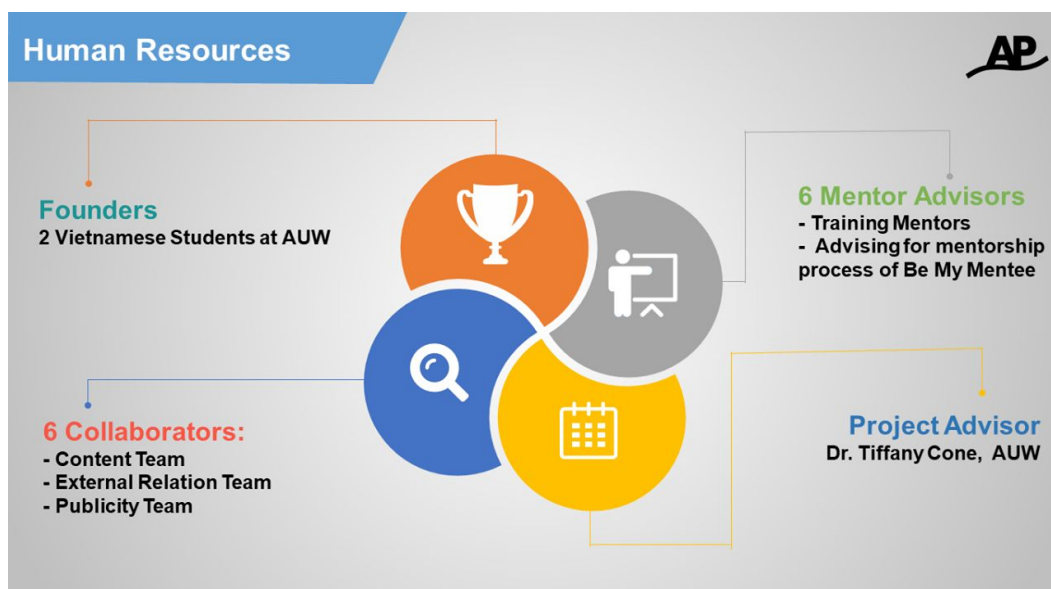 Human Resources
AP
Founders
2 Vietnamese Students at AUW
6 Mentor Advisors
- Training Mentors
- Advising for mentorship
process of Be My Mentee
6 Collaborators:
- Content Team
- External Relation Team
- Publicity Team
Project Advisor
Dr. Tiffany Cone, AUW